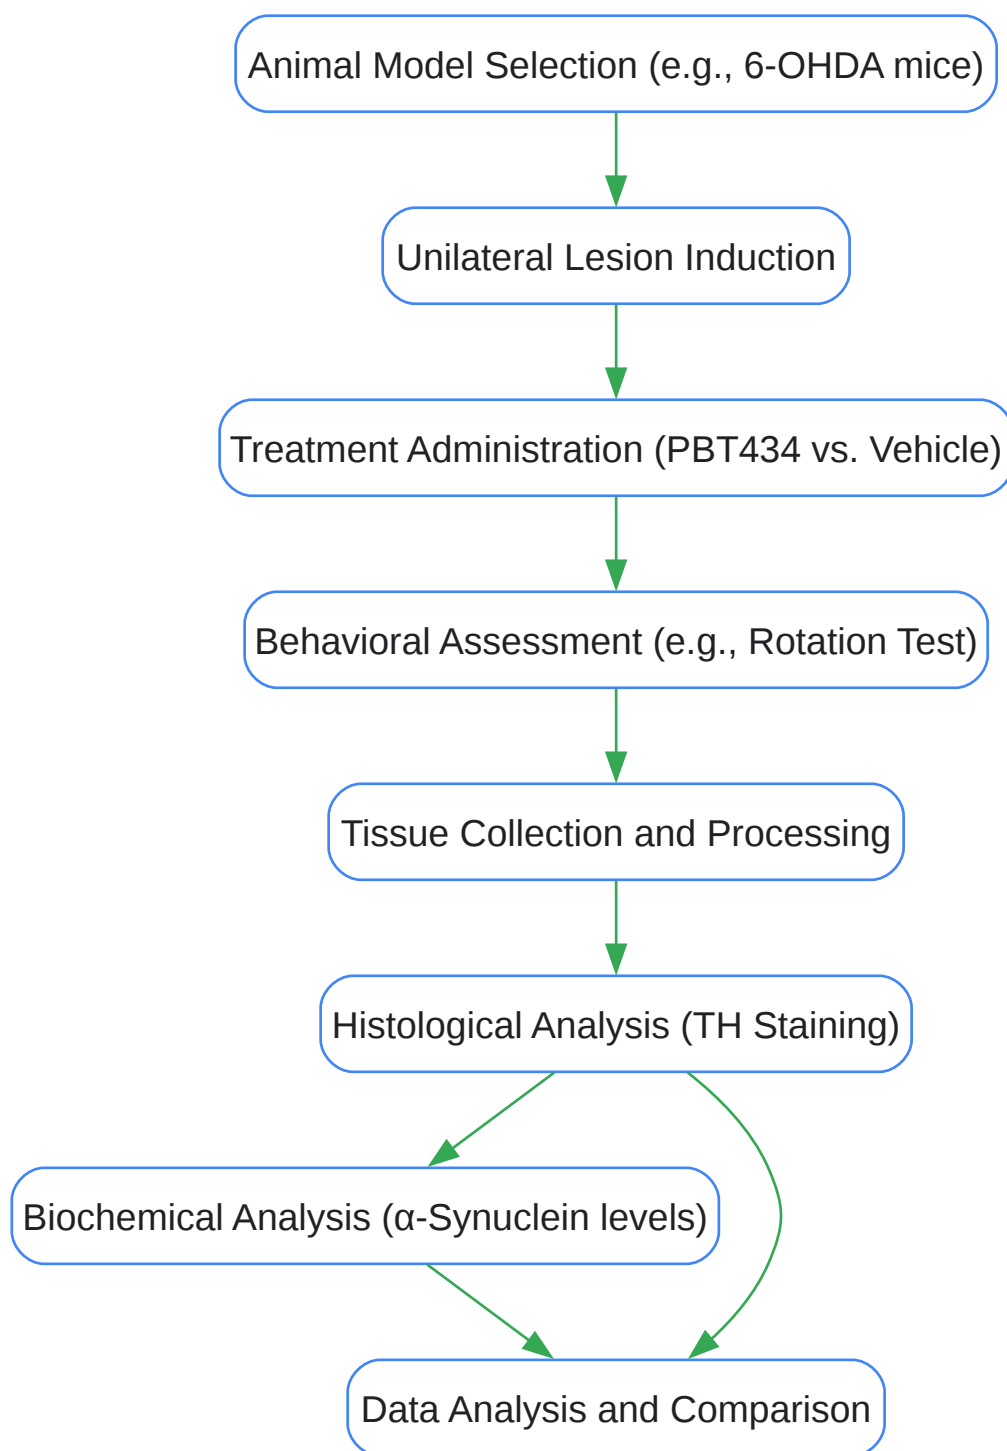 Animal Model Selection (e.g., 6-OHDA mice)
Unilateral Lesion Induction
Treatment Administration (PBT434 vs. Vehicle)
Behavioral Assessment (e.g., Rotation Test)
Tissue Collection and Processing
Histological Analysis (TH Staining)
Biochemical Analysis (α-Synuclein levels)
Data Analysis and Comparison